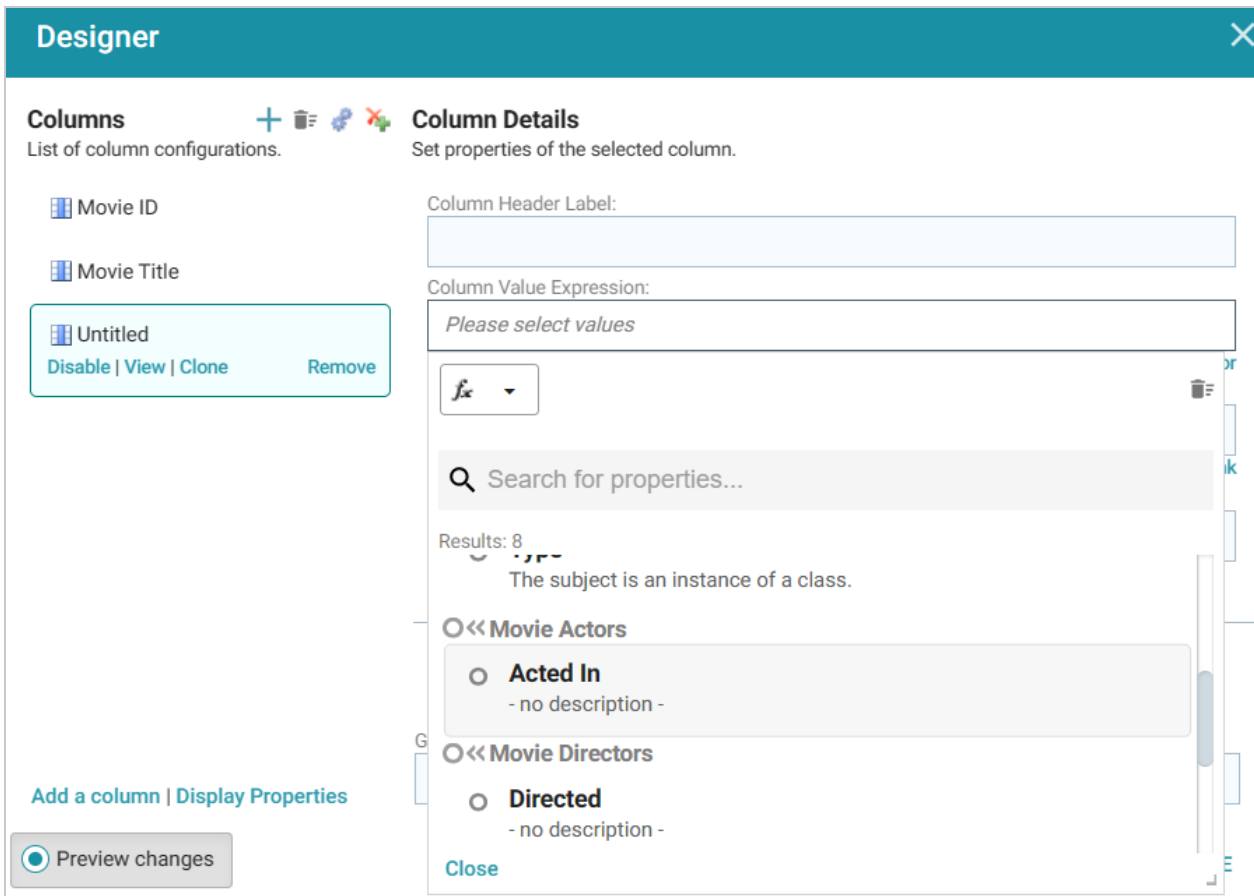 Designer
Columns
List of column configurations.
Movie ID
Movie Title
Untitled
Disable | View | Clone
Remove
Add a column | Display Properties
Preview changes
Column Details
Set properties of the selected column.
Column Header Label:
Column Value Expression:
Please select values
fx
Search for properties...
Results: 8
Type
The subject is an instance of a class.
Movie Actors
Acted In
- no description -
Movie Directors
Directed
- no description -
Close